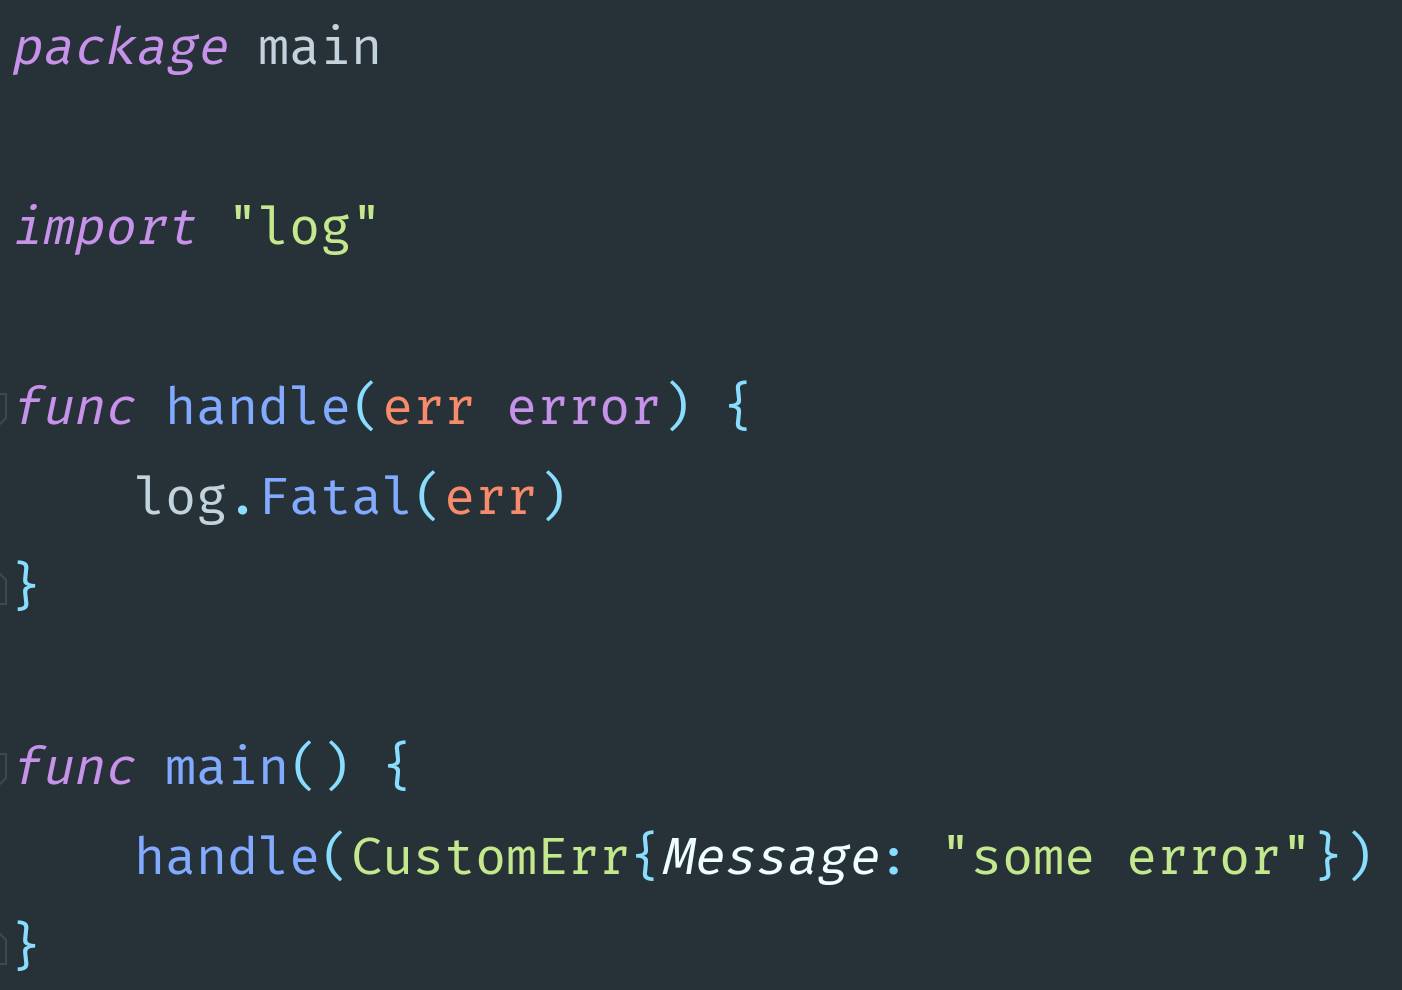 package main
import "log"
func handle(err error) {
    log.Fatal(err)
}
func main() {
    handle(CustomErr{Message: "some error"})
}